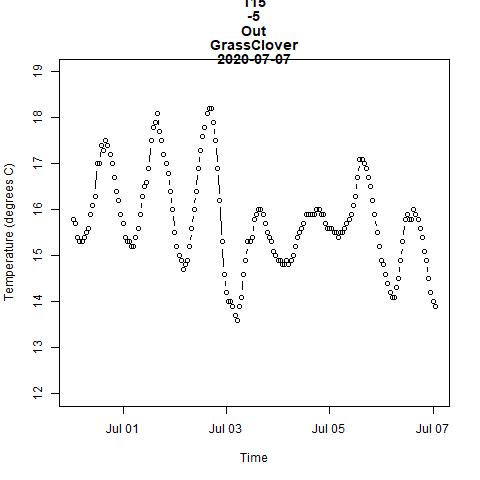 T15
-5
Out
GrassClover
2020-07-07
Temperature (degrees C)
19
18
17
16
15
14
13
12
Jul 01
Jul 03
Jul 05
Jul 07
Time